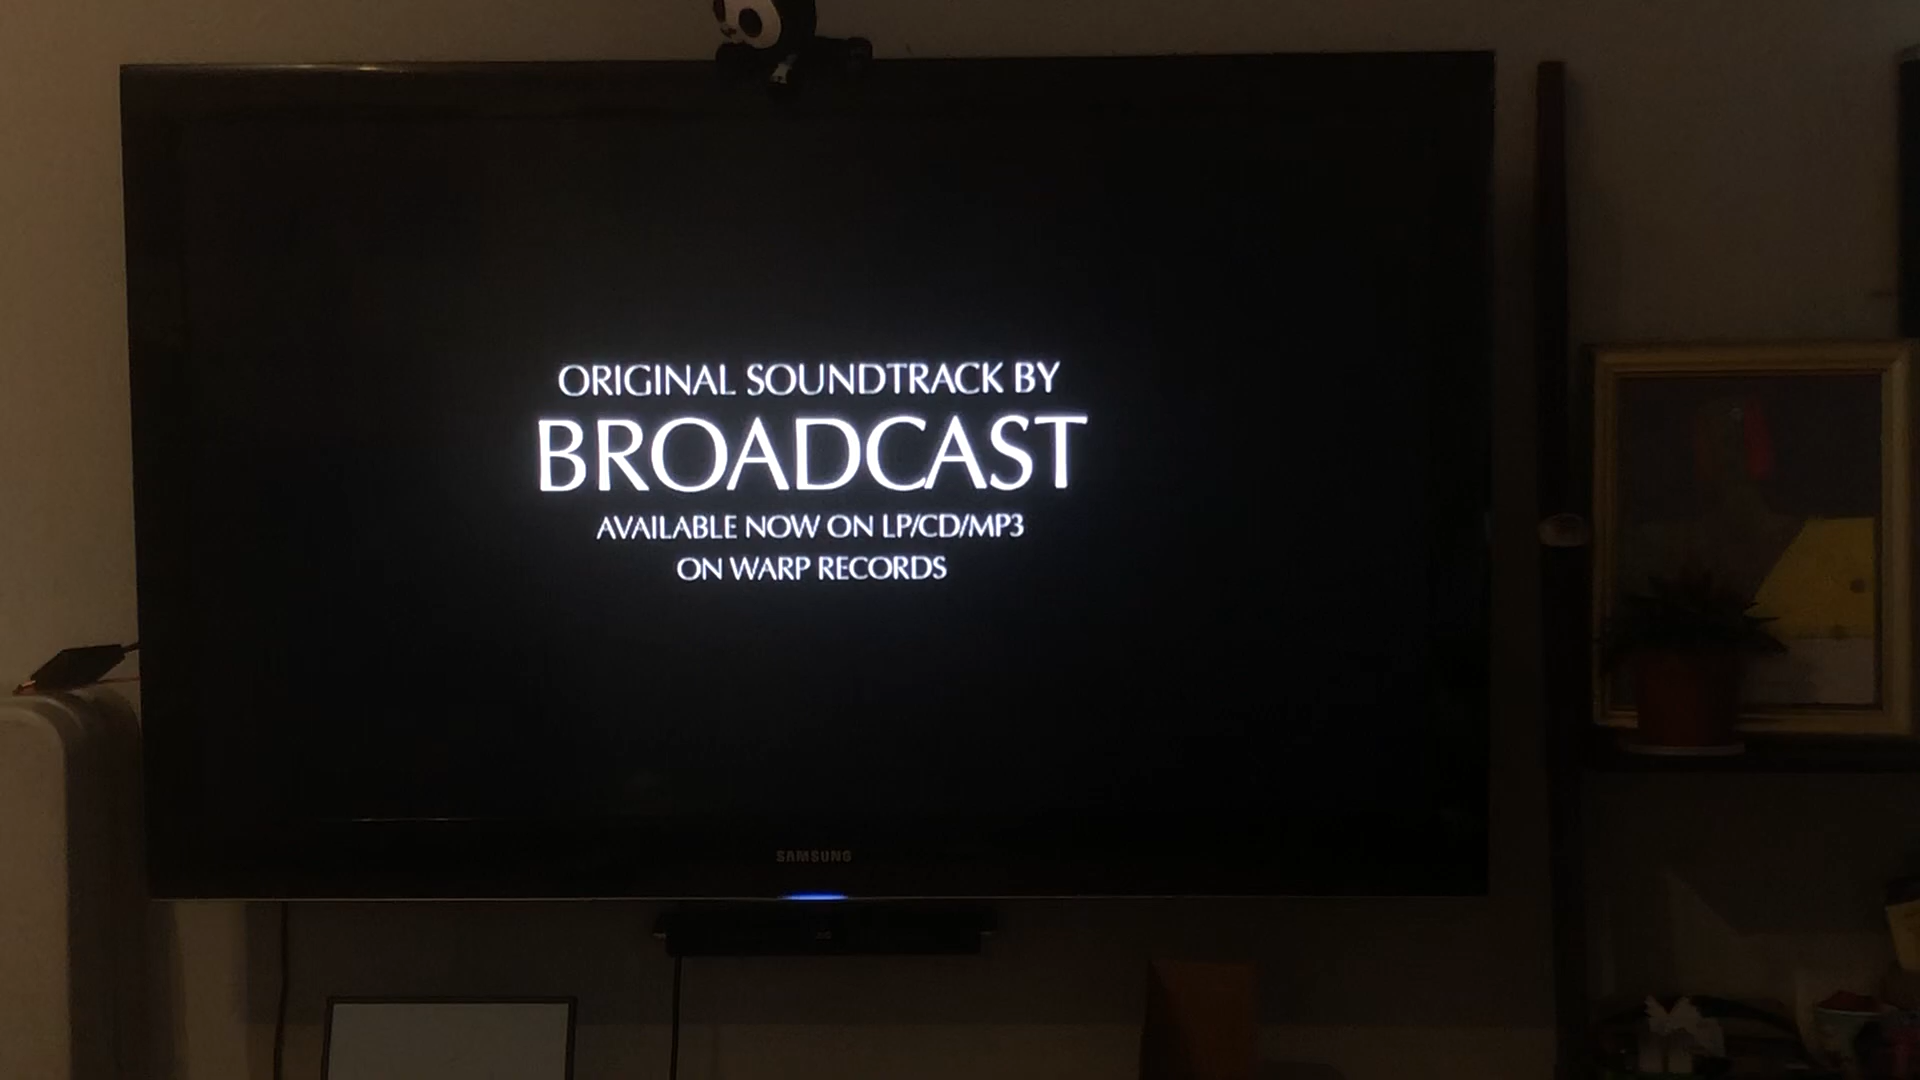 ORIGINAL SOUNDTRACK BY
BROADCAST
AVAILABLE NOW ON LP/CD/MP3
ON WARP RECORDS
SAMSUNG